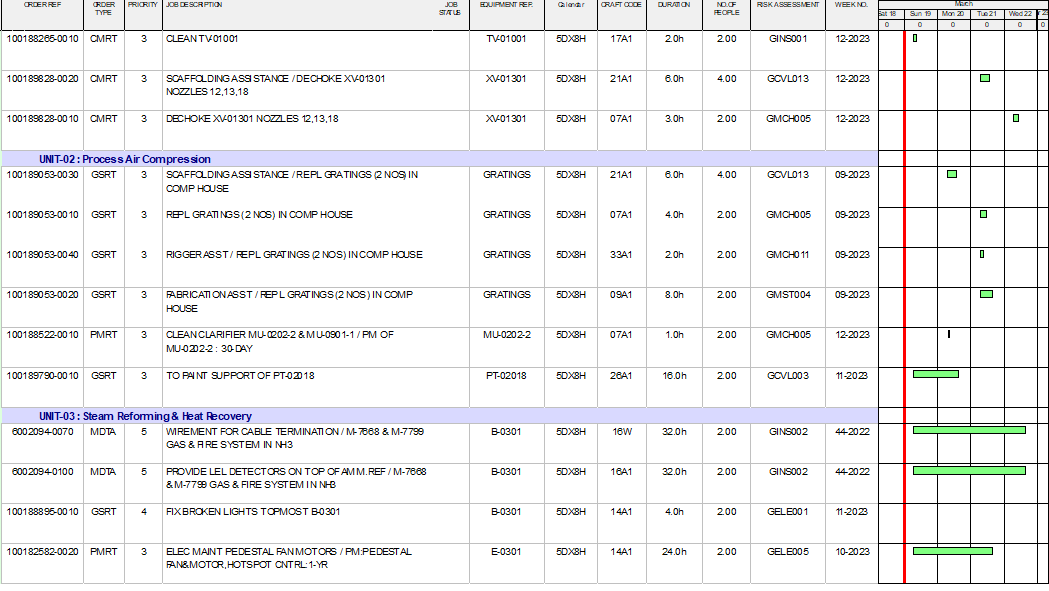 ORDER REF ORDER TYPE PRIORITY JOB DESCRIPTION JOB STATUS EQUIPMENT REF. Calendar CRAFT CODE DURATION NO.OF PEOPLE RISK ASSESSMENT WEEK NO. March
Sat 18 Sun 19 Mon 20 Tue 21 Wed 22
0 0 0 0 0 0
100188265-0010 CMRT 3 CLEAN TV-01001 TV-01001 5DX8H 17A1 2.0h 2.00 GINS001 12-2023
100189828-0020 CMRT 3 SCAFFOLDING ASSISTANCE / DECHOKE XV-01301 XV-01301 5DX8H 21A1 6.0h 4.00 GCVL013 12-2023
NOZZLES 12,13,18
100189828-0010 CMRT 3 DECHOKE XV-01301 NOZZLES 12,13,18 XV-01301 5DX8H 07A1 3.0h 2.00 GMCH005 12-2023
UNIT-02 : Process Air Compression
100189053-0030 GSRT 3 SCAFFOLDING ASSISTANCE / REPL GRATINGS (2 NOS) IN GRATINGS 5DX8H 21A1 6.0h 4.00 GCVL013 09-2023
COMP HOUSE
100189053-0010 GSRT 3 REPL GRATINGS ( 2 NOS) IN COMP HOUSE GRATINGS 5DX8H 07A1 2.0h 2.00 GMCH005 09-2023
100189053-0040 GSRT 3 RIGGER ASST / REPL GRATINGS (2 NOS) IN COMP HOUSE GRATINGS 5DX8H 33A1 2.0h 2.00 GMCH011 09-2023
100189053-0020 GSRT 3 FABRICATION ASST / REPL GRATINGS (2 NOS ) IN COMP GRATINGS 5DX8H 09A1 8.0h 2.00 GMST004 09-2023
HOUSE
100188522-0010 PMRT 3 CLEAN CLARIFIER MU-0202-2 & MU-0901-1 / PM OF MU-0202-2 5DX8H 07A1 1.0h 2.00 GMCH005 12-2023
MU-0202-2 : 30-DAY
100189790-0010 GSRT 3 TO PAINT SUPPORT OF PT-02018 PT-02018 5DX8H 26A1 16.0h 2.00 GCVL003 11-2023
UNIT-03 : Steam Reforming & Heat Recovery
6002094-0070 MDTA 5 WIREMENT FOR CABLE TERMINATION / M-7668 & M-7799 B-0301 5DX8H 16W 32.0h 2.00 GINS002 44-2022
GAS & FIRE SYSTEM IN NH3
6002094-0100 MDTA 5 PROVIDE LEL DETECTORS ON TOP OF AMM.REF / M-7668 B-0301 5DX8H 16A1 32.0h 2.00 GINS002 44-2022
& M-7799 GAS & FIRE SYSTEM IN NH3
100188895-0010 GSRT 4 FIX BROKEN LIGHTS TOPMOST B-0301 B-0301 5DX8H 14A1 4.0h 2.00 GELE001 11-2023
100182582-0020 PMRT 3 ELEC MAINT PEDESTAL FAN MOTORS / PM:PEDESTAL E-0301 5DX8H 14A1 24.0h 2.00 GELE005 10-2023
FAN&MOTOR,HOTSPOT CNTRL:1-YR